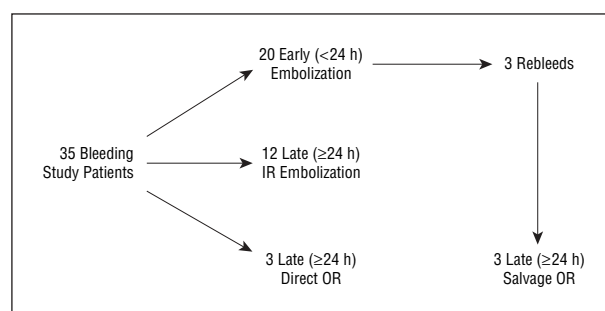 20 Early (<24 h)
Embolization
3 Rebleeds
35 Bleeding
Study Patients
12 Late (≥24 h)
IR Embolization
3 Late (≥24 h)
Direct OR
3 Late (≥24 h)
Salvage OR